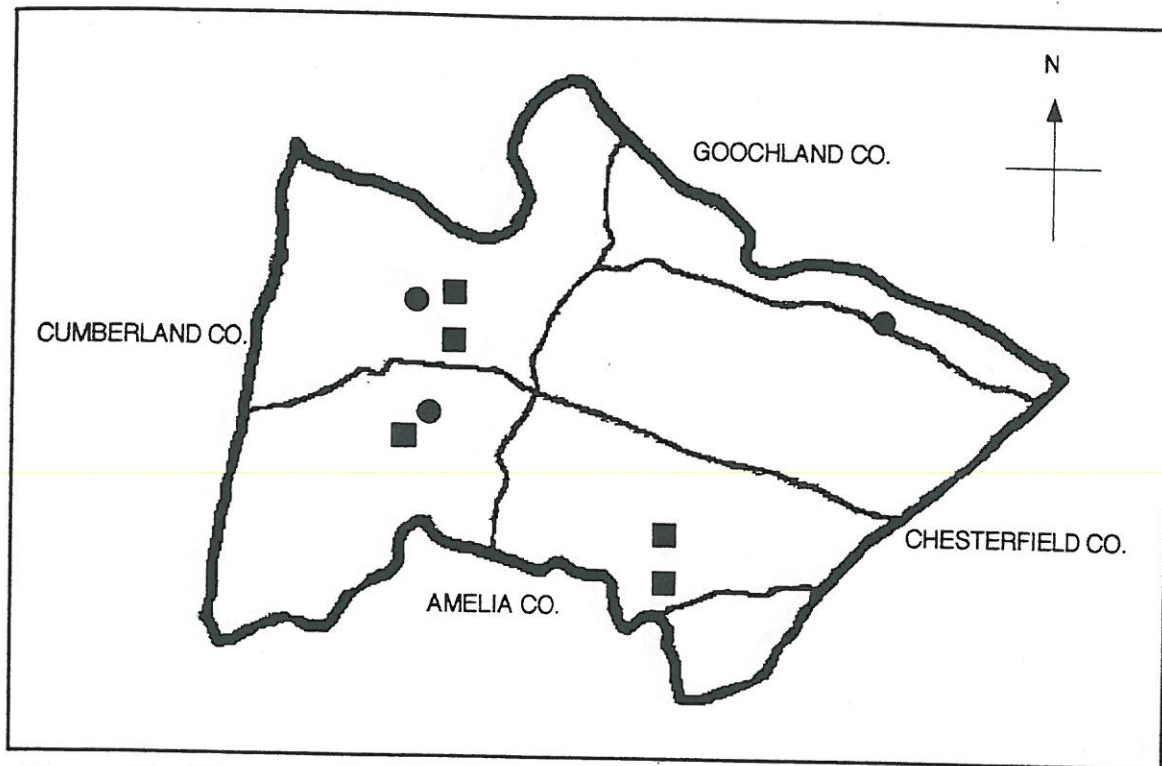 N
GOOCHLAND CO.
CUMBERLAND CO.
CHESTERFIELD CO.
AMELIA CO.